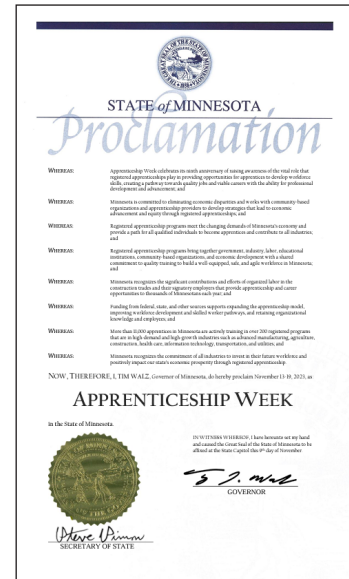 STATE of MINNESOTA
Proclamation
WHEREAS: Apprenticeship Week celebrates its ninth anniversary of raising awareness of the vital role that
registered apprenticeships play in providing opportunities for apprentices to develop workforce
skills, creating a pathway towards quality jobs and viable careers with the ability for professional
development and advancement; and
WHEREAS: Minnesota is committed to eliminating economic disparities and works with community-based
organizations and apprenticeship providers to develop strategies that lead to economic
advancement and equity through registered apprenticeships; and
WHEREAS: Registered apprenticeship programs meet the changing demands of Minnesota's economy and
provide a path for all qualified individuals to become apprentices and contribute to all industries;
and
WHEREAS: Registered apprenticeship programs bring together government, industry, labor, educational
institutions, community-based organizations, and economic development with a shared
commitment to quality training to build a well-equipped, safe, and agile workforce in Minnesota;
and
WHEREAS: Minnesota recognizes the significant contributions and efforts of organized labor in the
construction trades and their signatory employers that provide apprenticeship and career
opportunities to thousands of Minnesotans each year; and
WHEREAS: Funding from federal, state, and other sources supports expanding the apprenticeship model,
improving workforce development and skilled worker pathways, and retaining organizational
knowledge and employees; and
WHEREAS: More than 11,000 apprentices in Minnesota are actively training in over 200 registered programs
that are in high demand and high growth industries such as advanced manufacturing, agriculture,
construction, health care, information technology, transportation, and utilities; and
WHEREAS: Minnesota recognizes the commitment of all industries to invest in their future workforce and
positively impact our state's economic prosperity through registered apprenticeship.
NOW, THEREFORE, I, TIM WALZ, Governor of Minnesota, do hereby proclaim November 13-19, 2023, as
APPRENTICESHIP WEEK
in the State of Minnesota.
IN WITNESS WHEREOF, I have hereunto set my hand
and caused the Great Seal of the State of Minnesota to be
affixed at the State Capitol this 9th day of November
GOVERNOR
Steve Simon
SECRETARY OF STATE